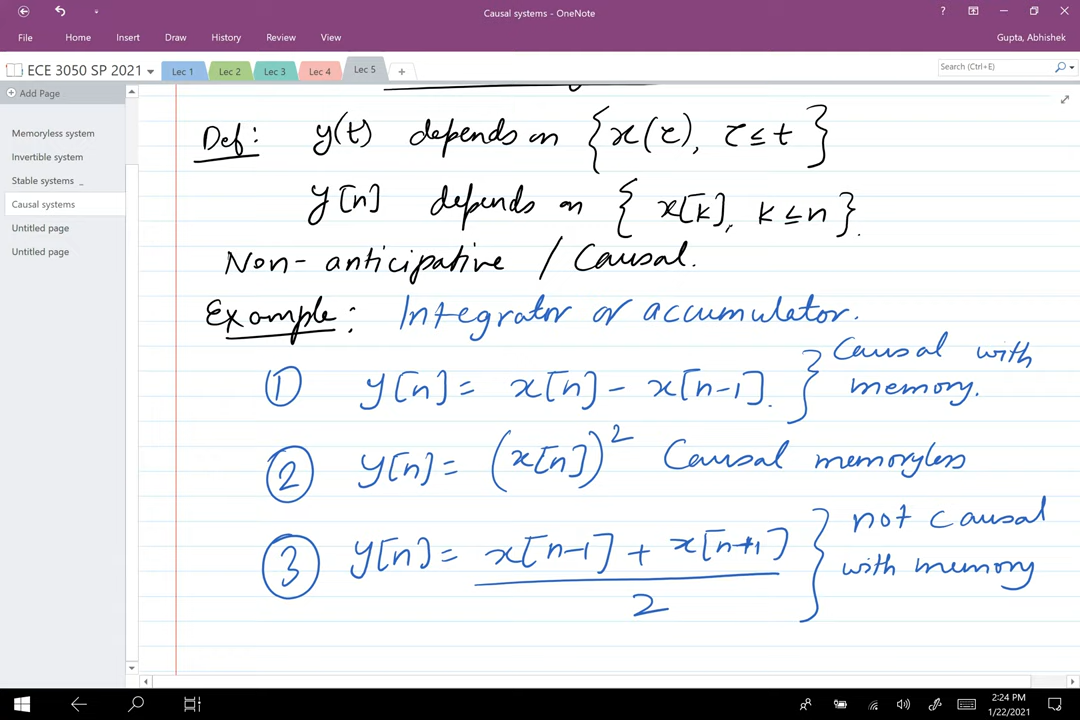 Causal systems - OneNote
File Home Insert Draw History Review View
Gupta, Abhishek
ECE 3050 SP 2021
Lec 1 Lec 2 Lec 3 Lec 4 Lec 5
Search (Ctrl+E)
Add Page
Memoryless system
Invertible system
Stable systems _
Causal systems
Untitled page
Untitled page
Def: y(t) depends on {x(τ), τ≤t}
y[n] depends on {x[k], k≤n}.
Non-anticipative / Causal.
Example: Integrator or accumulator.
① y[n] = x[n] - x[n-1]. } Causal with memory.
② y[n] = (x[n])² Causal memoryless
③ y[n] = x[n-1] + x[n+1] } not causal with memory
2
2:24 PM
1/22/2021